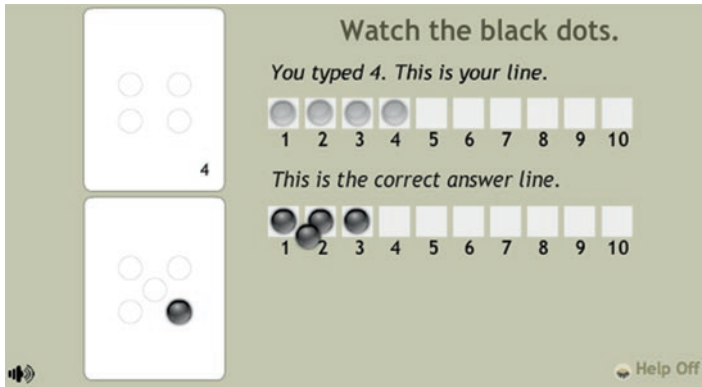 Watch the black dots.
You typed 4. This is your line.
1 2 3 4 5 6 7 8 9 10
4
This is the correct answer line.
1 2 3 4 5 6 7 8 9 10
Help Off